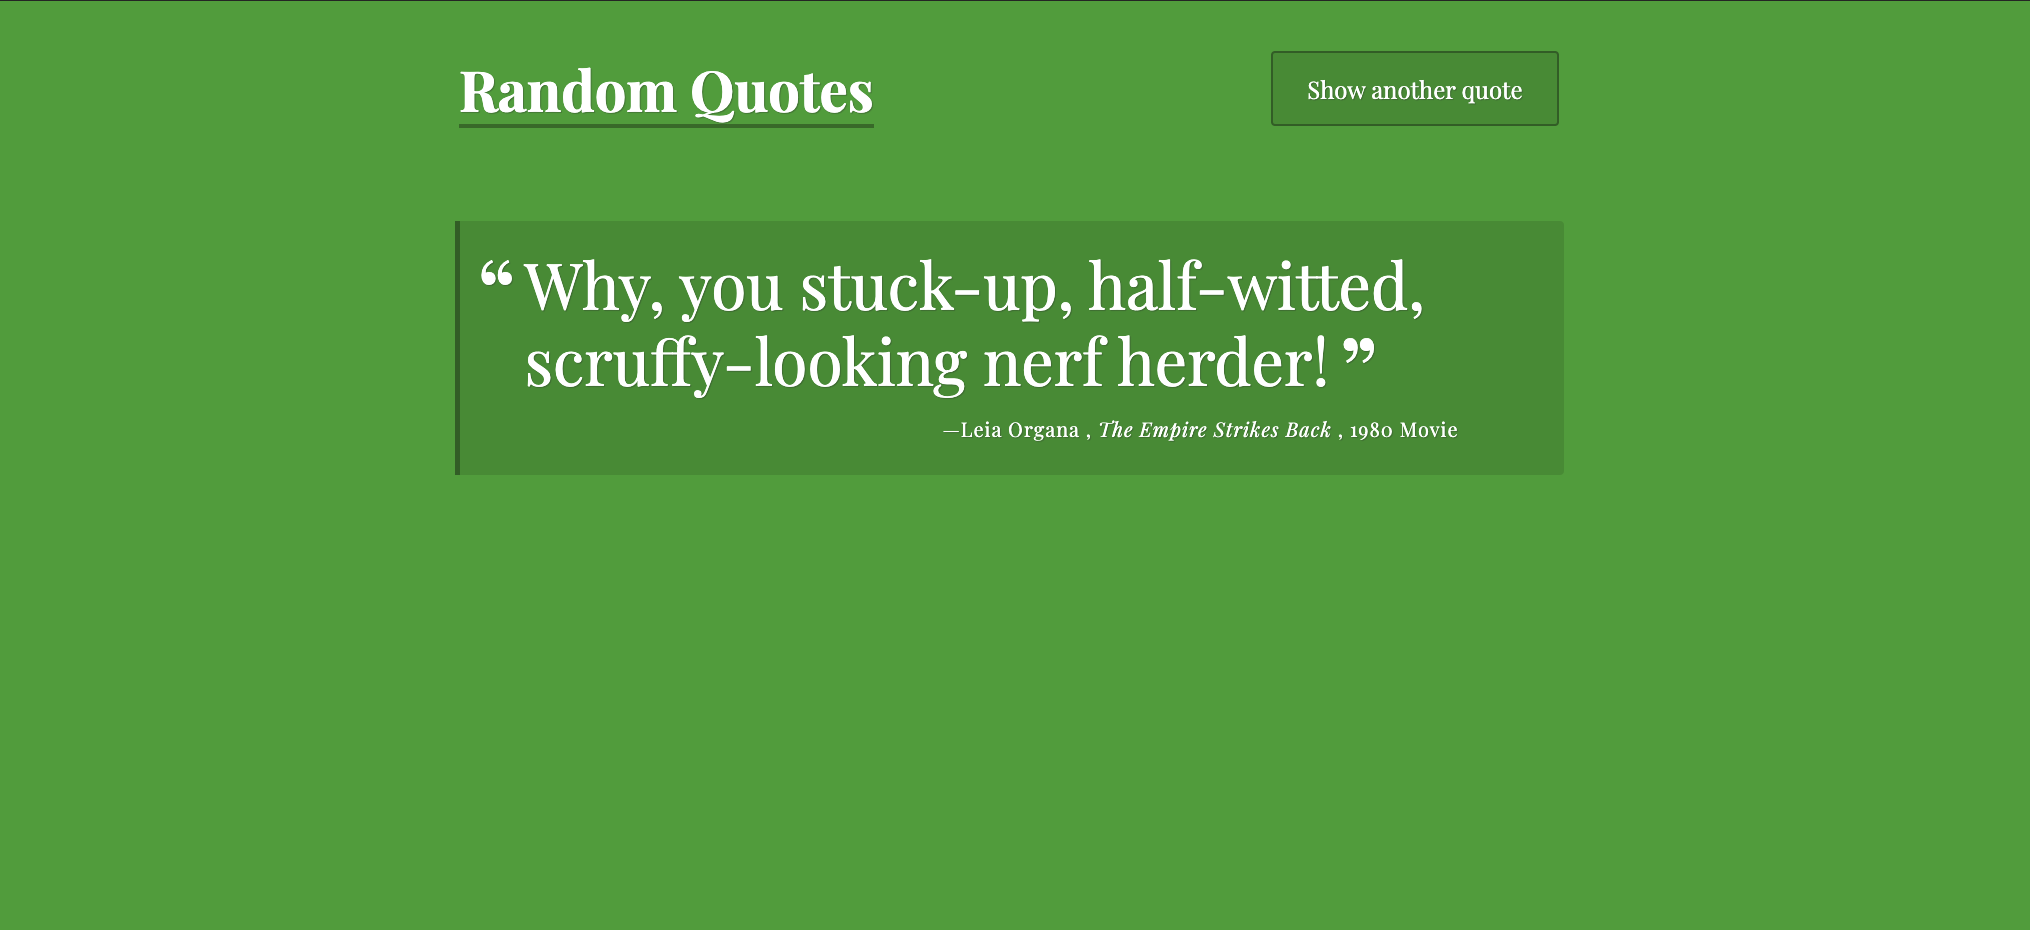 Random Quotes
Show another quote
“Why, you stuck-up, half-witted,
scruffy-looking nerf herder! ”
—Leia Organa , The Empire Strikes Back , 1980 Movie